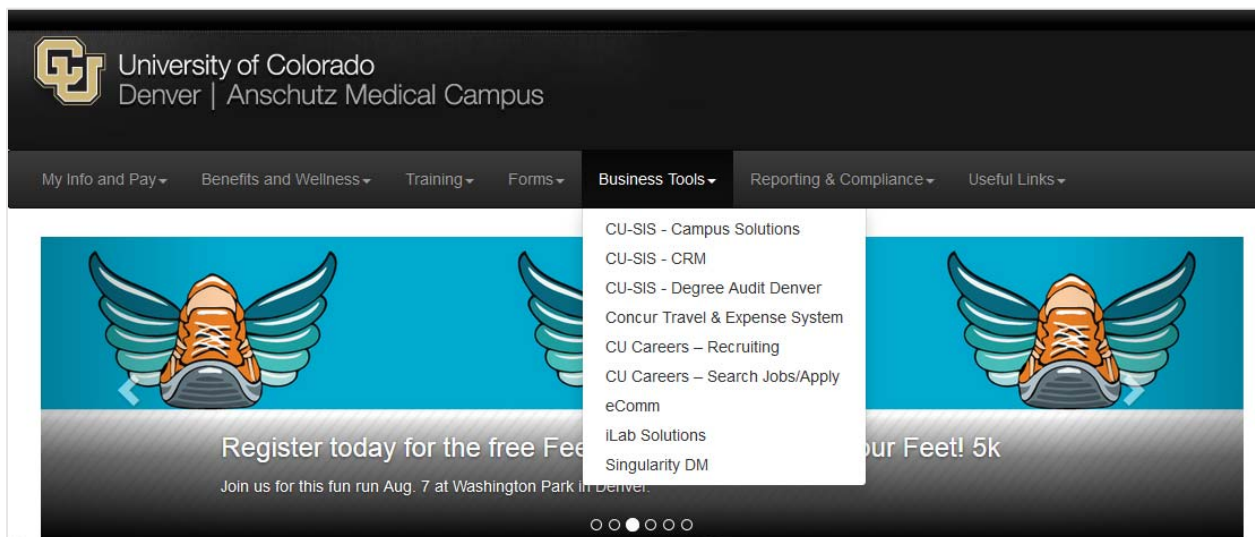 CU
University of Colorado
Denver | Anschutz Medical Campus
My Info and Pay Benefits and Wellness Training Forms Business Tools Reporting & Compliance Useful Links
CU-SIS - Campus Solutions
CU-SIS - CRM
CU-SIS - Degree Audit Denver
Concur Travel & Expense System
CU Careers – Recruiting
CU Careers – Search Jobs/Apply
eComm
iLab Solutions
Singularity DM
Register today for the free Feet! 5k
Join us for this fun run Aug. 7 at Washington Park in Denver.